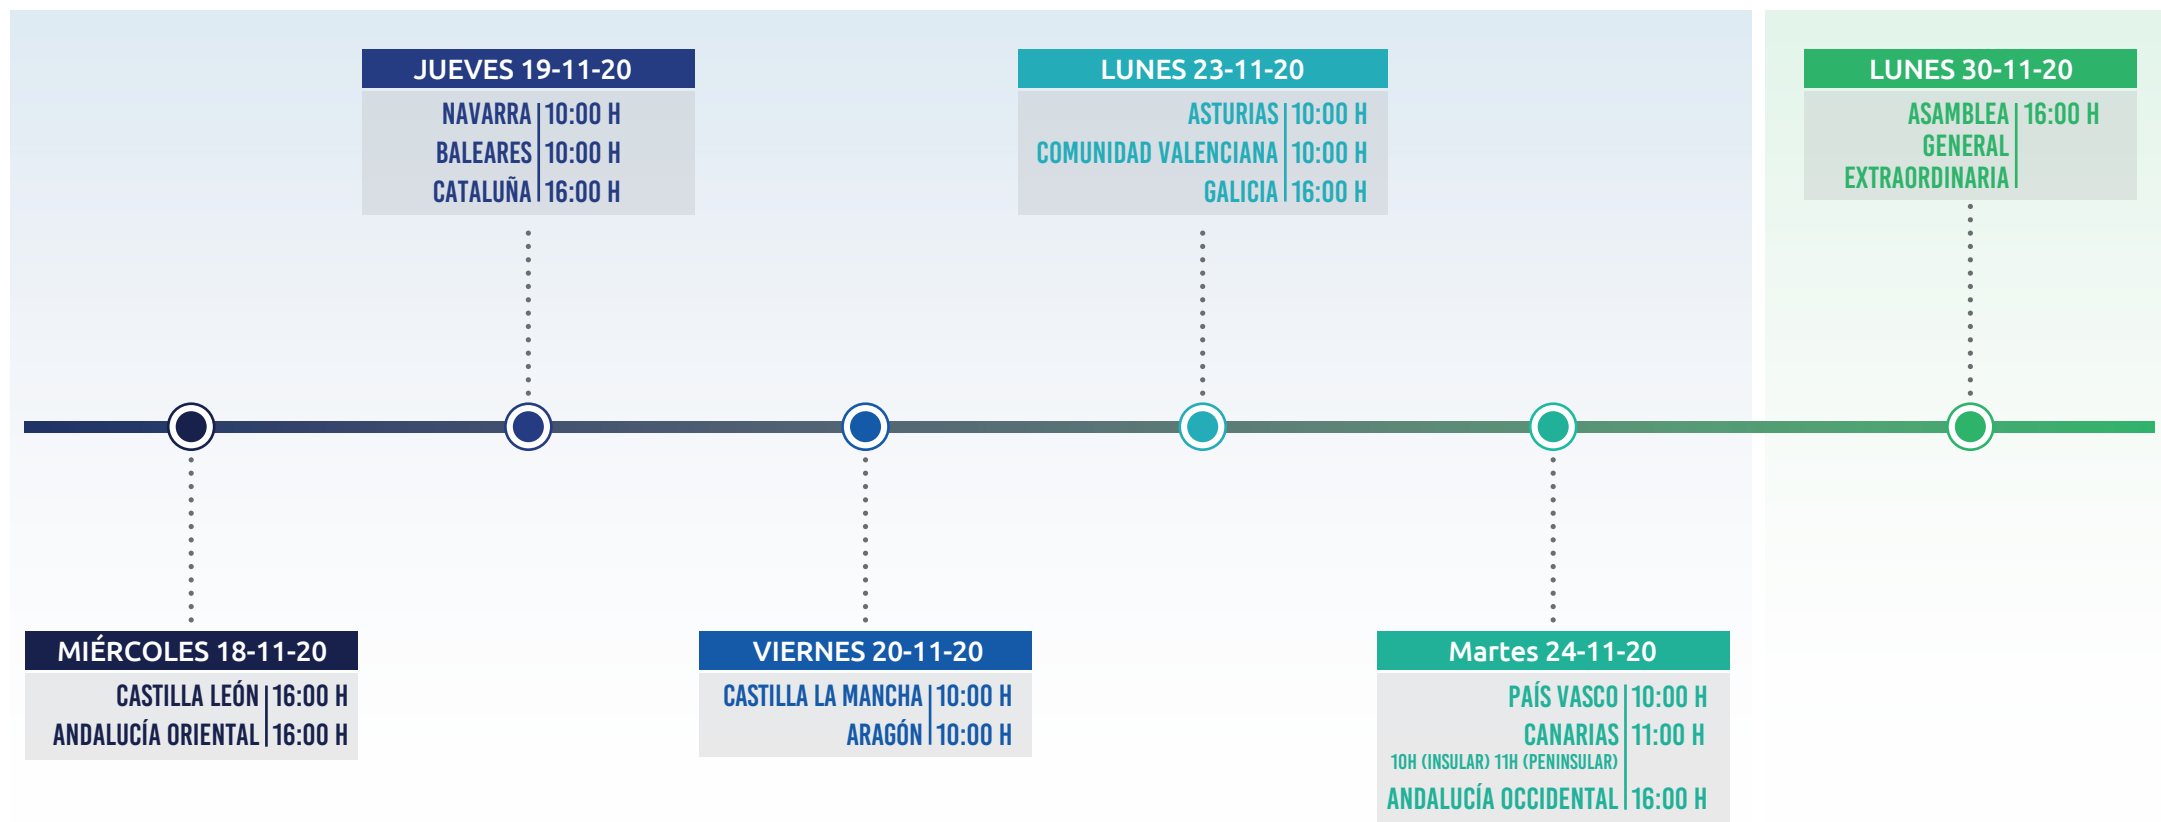 JUEVES 19-11-20
NAVARRA 10:00 H
BALEARES 10:00 H
CATALUÑA 16:00 H
LUNES 23-11-20
ASTURIAS 10:00 H
COMUNIDAD VALENCIANA 10:00 H
GALICIA 16:00 H
LUNES 30-11-20
ASAMBLEA 16:00 H
GENERAL
EXTRAORDINARIA
MIÉRCOLES 18-11-20
CASTILLA LEÓN 16:00 H
ANDALUCÍA ORIENTAL 16:00 H
VIERNES 20-11-20
CASTILLA LA MANCHA 10:00 H
ARAGÓN 10:00 H
Martes 24-11-20
PAÍS VASCO 10:00 H
CANARIAS 11:00 H
10H (INSULAR) 11H (PENINSULAR)
ANDALUCÍA OCCIDENTAL 16:00 H